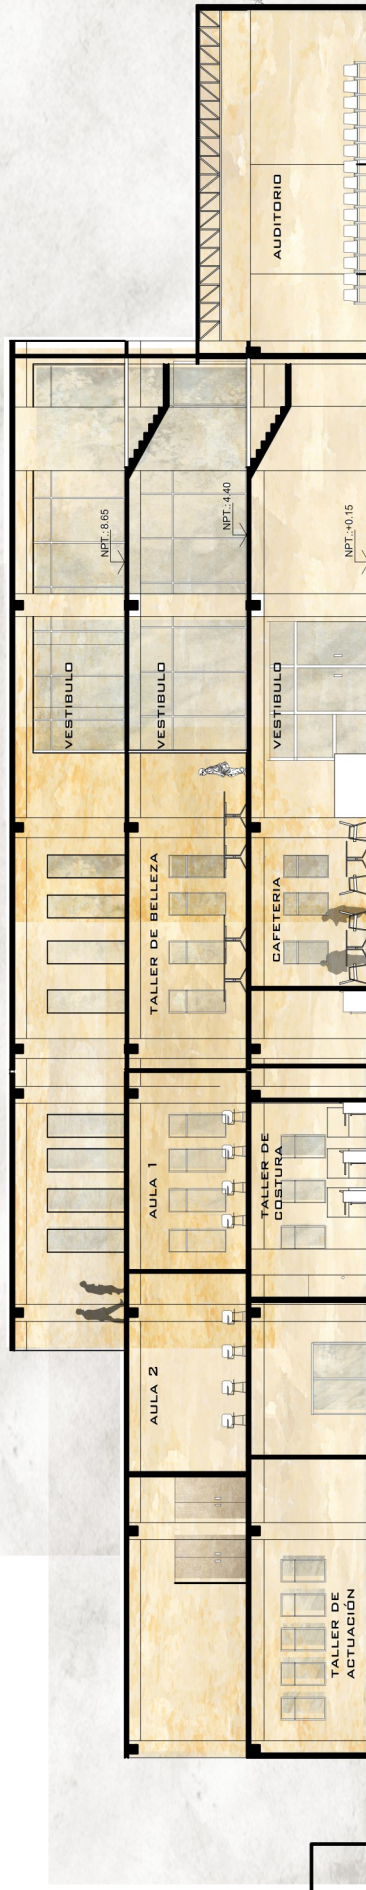 VESTIBULO
NPT.:8.65
AULA 2
AULA 1
TALLER DE BELLEZA
VESTIBULO
NPT.:4.40
TALLER DE
ACTUACIÓN
TALLER DE
COSTURA
CAFETERIA
VESTIBULO
NPT.:+0.15
AUDITORIO